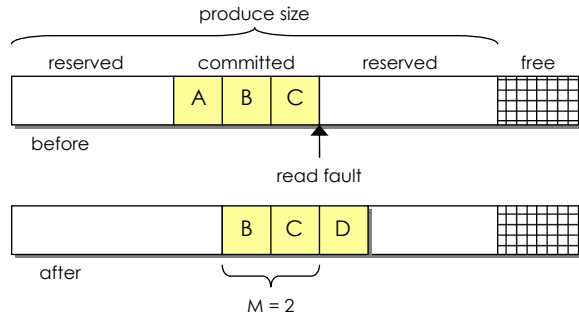 produce size
reserved committed reserved free
A B C
before
read fault
B C D
after
M = 2